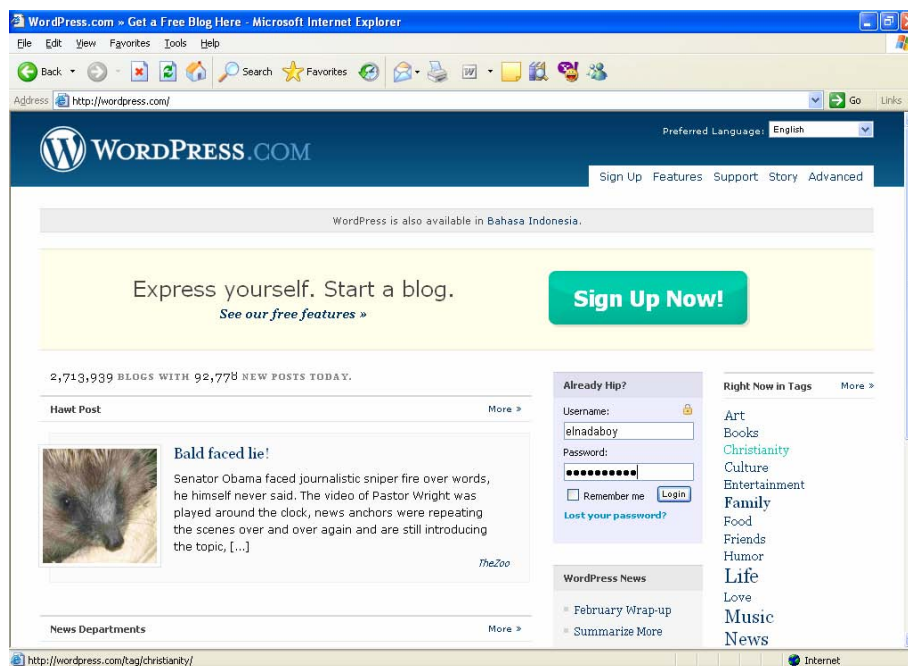 WordPress.com » Get a Free Blog Here - Microsoft Internet Explorer
File Edit View Favorites Tools Help
Back Search Favorites
Address http://wordpress.com/ Go Links
Preferred Language: English
WORDPRESS.COM
Sign Up Features Support Story Advanced
WordPress is also available in Bahasa Indonesia.
Express yourself. Start a blog.
See our free features »
Sign Up Now!
2,713,939 BLOGS WITH 92,778 NEW POSTS TODAY.
Hawt Post More »
Bald faced lie!
Senator Obama faced journalistic sniper fire over words,
he himself never said. The video of Pastor Wright was
played around the clock, news anchors were repeating
the scenes over and over again and are still introducing
the topic, [...]
TheZoo
News Departments More »
Already Hip?
Username:
elnadaboy
Password:
●●●●●●●●●●
Remember me Login
Lost your password?
WordPress News
February Wrap-up
Summarize More
Right Now in Tags More »
Art
Books
Christianity
Culture
Entertainment
Family
Food
Friends
Humor
Life
Love
Music
News
http://wordpress.com/tag/christianity/ Internet